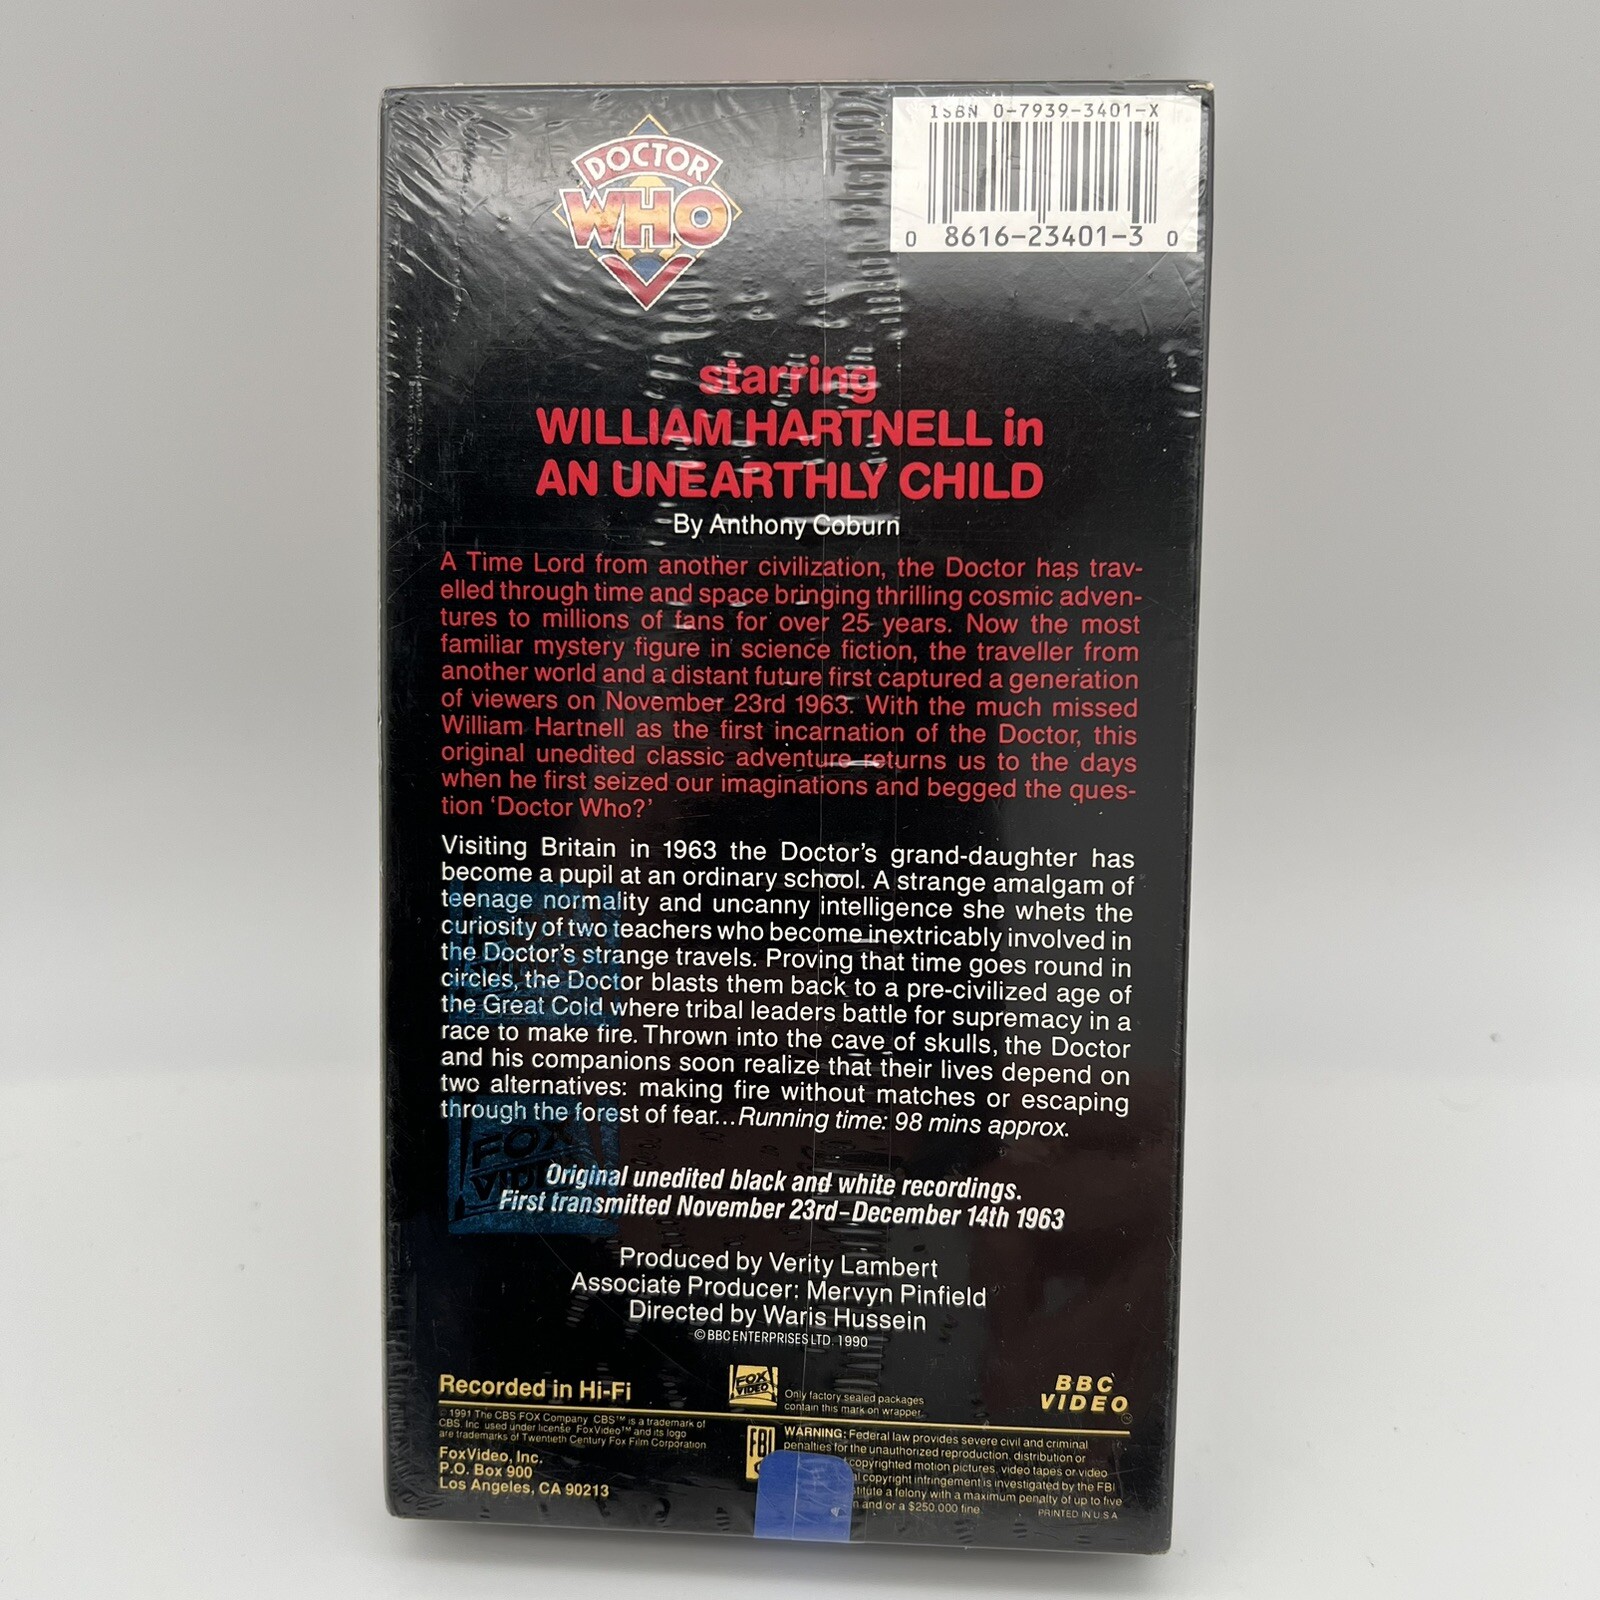 ISBN 0-7939-3401-X
0 8616-23401-3 0
DOCTOR
WHO
starring
WILLIAM HARTNELL in
AN UNEARTHLY CHILD
By Anthony Coburn
A Time Lord from another civilization, the Doctor has trav-
elled through time and space bringing thrilling cosmic adven-
tures to millions of fans for over 25 years. Now the most
familiar mystery figure in science fiction, the traveller from
another world and a distant future first captured a generation
of viewers on November 23rd 1963. With the much missed
William Hartnell as the first incarnation of the Doctor, this
original unedited classic adventure returns us to the days
when he first seized our imaginations and begged the ques-
tion ‘Doctor Who?’
Visiting Britain in 1963 the Doctor’s grand-daughter has
become a pupil at an ordinary school. A strange amalgam of
teenage normality and uncanny intelligence she whets the
curiosity of two teachers who become inextricably involved in
the Doctor’s strange travels. Proving that time goes round in
circles, the Doctor blasts them back to a pre-civilized age of
the Great Cold where tribal leaders battle for supremacy in a
race to make fire. Thrown into the cave of skulls, the Doctor
and his companions soon realize that their lives depend on
two alternatives: making fire without matches or escaping
through the forest of fear...Running time: 98 mins approx.
FOX
VIDEO
Original unedited black and white recordings.
First transmitted November 23rd–December 14th 1963
Produced by Verity Lambert
Associate Producer: Mervyn Pinfield
Directed by Waris Hussein
© BBC ENTERPRISES LTD. 1990
Recorded in Hi-Fi
FOX
VIDEO
Only factory sealed packages
contain this mark on wrapper.
BBC
VIDEO
TM
© 1991 The CBS FOX Company CBS™ is a trademark of
CBS, Inc. used under license. FoxVideo™ and its logo
are trademarks of Twentieth Century Fox Film Corporation
FoxVideo, Inc.
P.O. Box 900
Los Angeles, CA 90213
FBI
WARNING: Federal law provides severe civil and criminal
penalties for the unauthorized reproduction, distribution or
copyrighted motion pictures, video tapes or video
copyright infringement is investigated by the FBI
a felony with a maximum penalty of up to five
and/or a $250,000 fine.
PRINTED IN U.S.A.